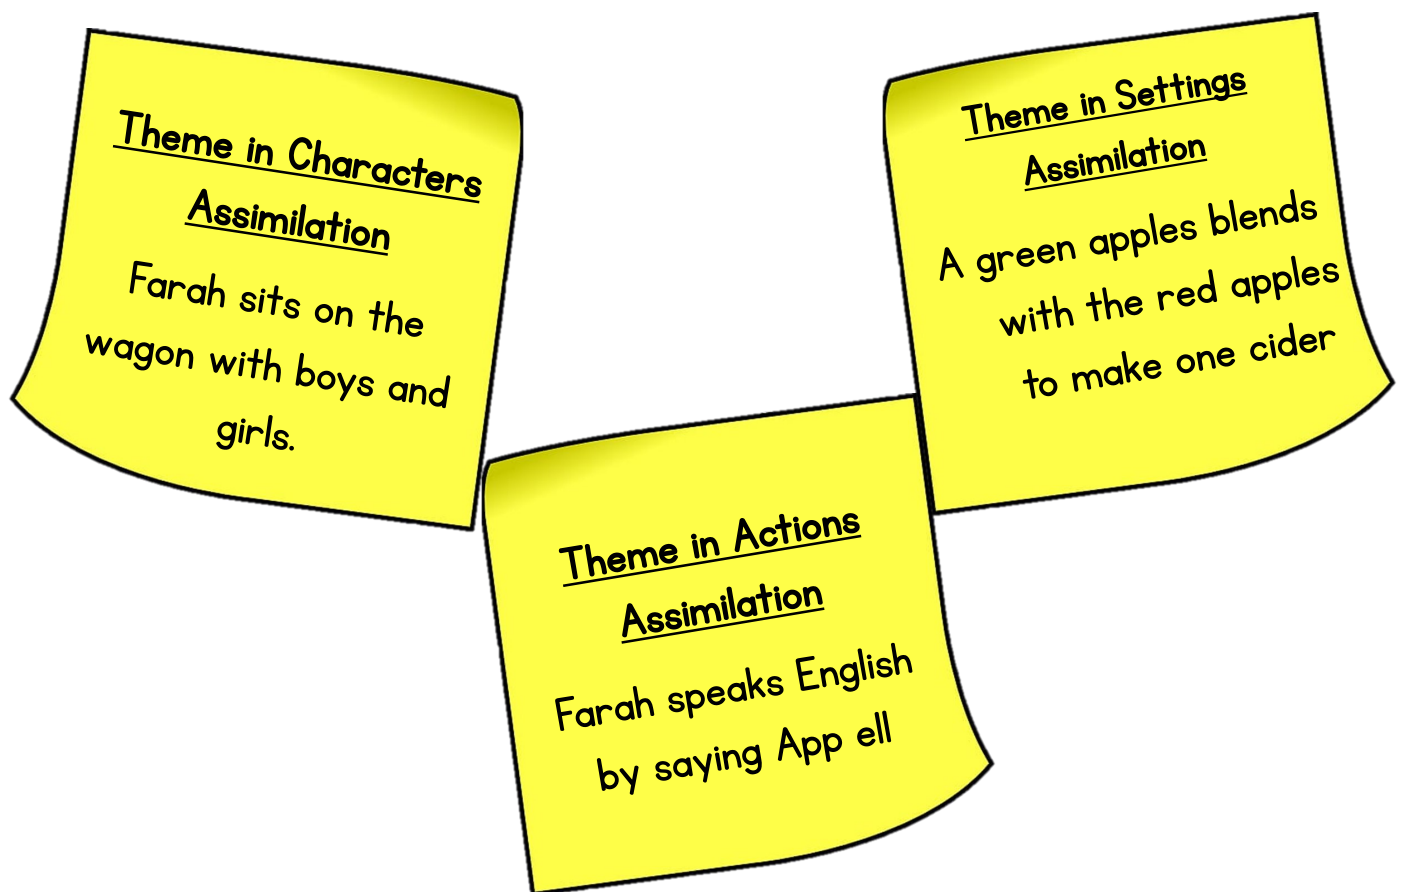 Theme in Characters
Assimilation
Farah sits on the
wagon with boys and
girls.
Theme in Settings
Assimilation
A green apples blends
with the red apples
to make one cider
Theme in Actions
Assimilation
Farah speaks English
by saying App ell